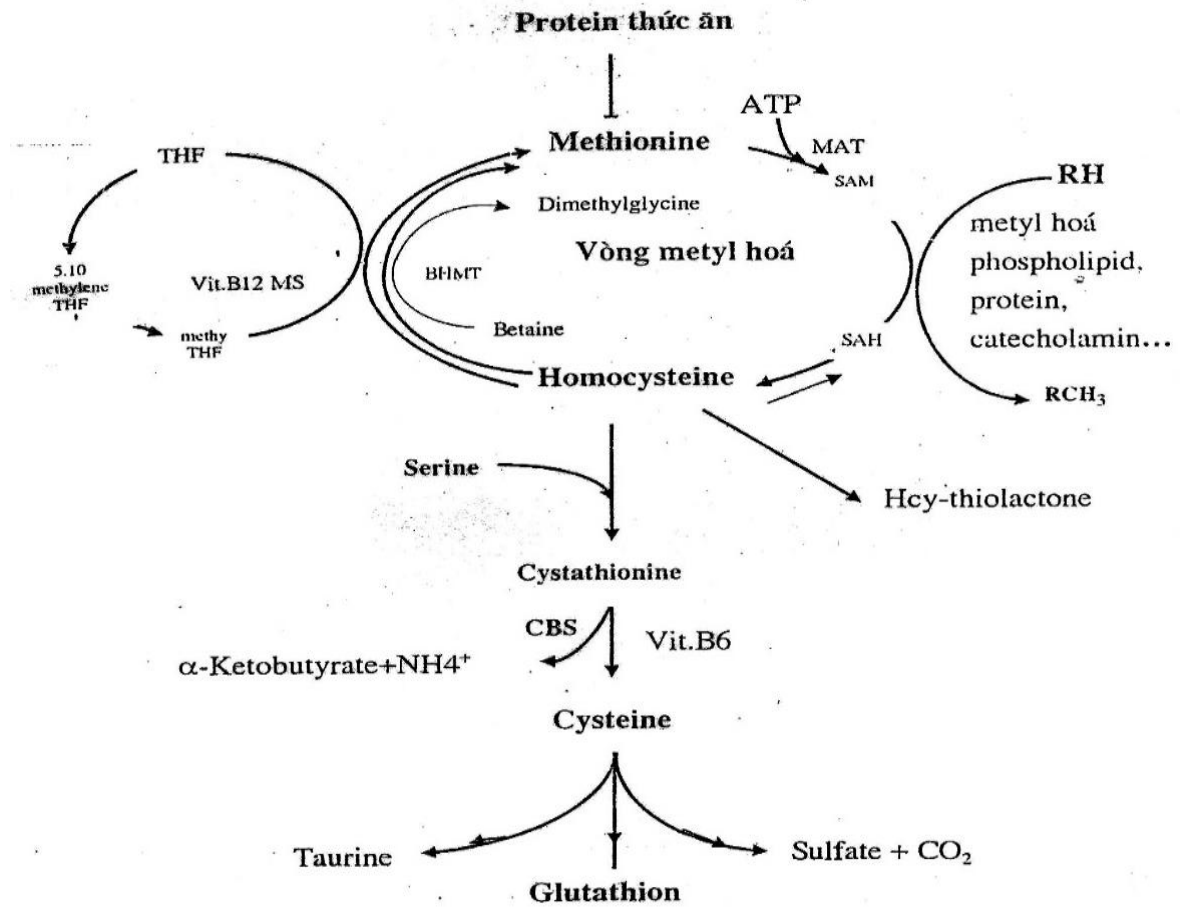 Protein thức ăn
ATP
Methionine
MAT
THF
SAM
RH
Dimethylglycine
metyl hoá
Vòng metyl hoá
phospholipid,
5.10
methylene
THF
Vit.B12 MS
BHMT
protein,
Betaine
methy
THF
SAH
catecholamin...
Homocysteine
RCH₃
Serine
Hcy-thiolactone
Cystathionine
CBS
Vit.B6
α-Ketobutyrate+NH4⁺
Cysteine
Taurine
Sulfate + CO₂
Glutathion